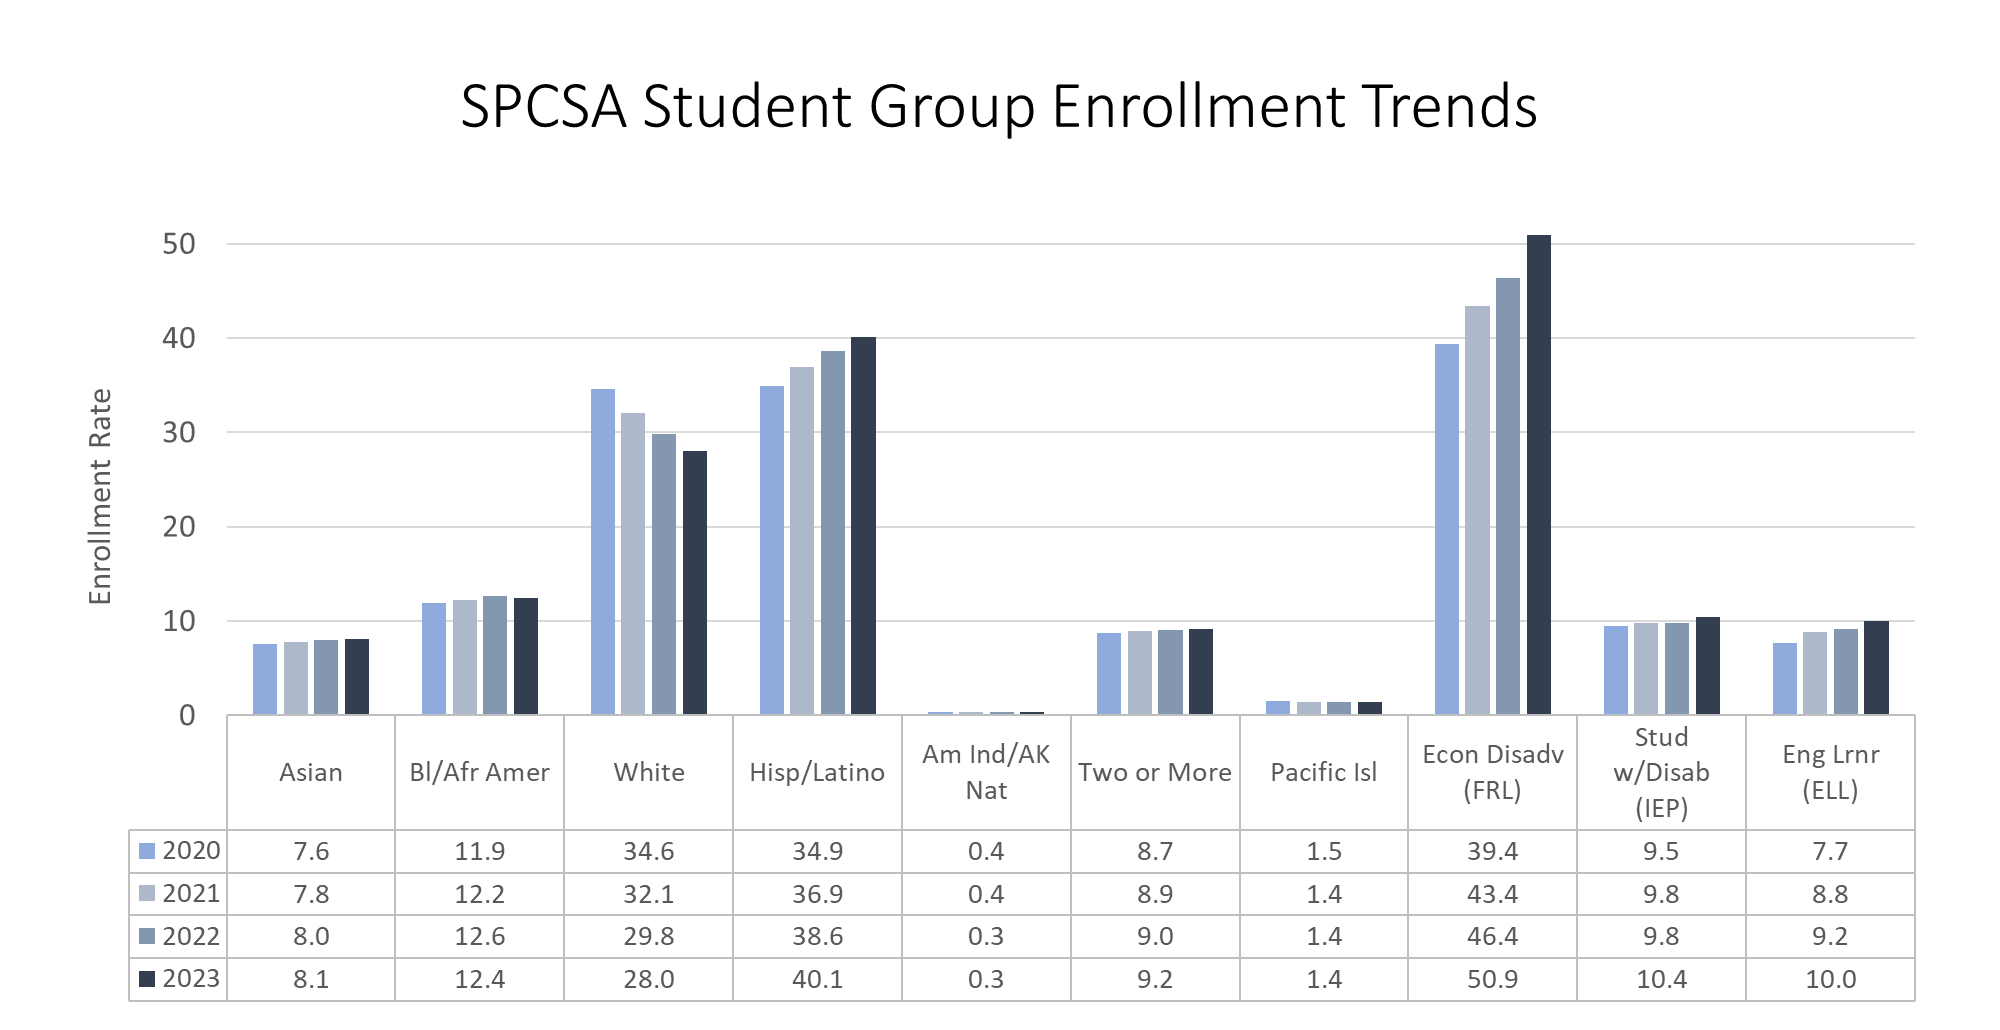 SPCSA Student Group Enrollment Trends
Enrollment Rate
50
40
30
20
10
0
Asian Bl/Afr Amer White Hisp/Latino Am Ind/AK Nat Two or More Pacific Isl Econ Disadv (FRL) Stud w/Disab (IEP) Eng Lrnr (ELL)
2020 7.6 11.9 34.6 34.9 0.4 8.7 1.5 39.4 9.5 7.7
2021 7.8 12.2 32.1 36.9 0.4 8.9 1.4 43.4 9.8 8.8
2022 8.0 12.6 29.8 38.6 0.3 9.0 1.4 46.4 9.8 9.2
2023 8.1 12.4 28.0 40.1 0.3 9.2 1.4 50.9 10.4 10.0